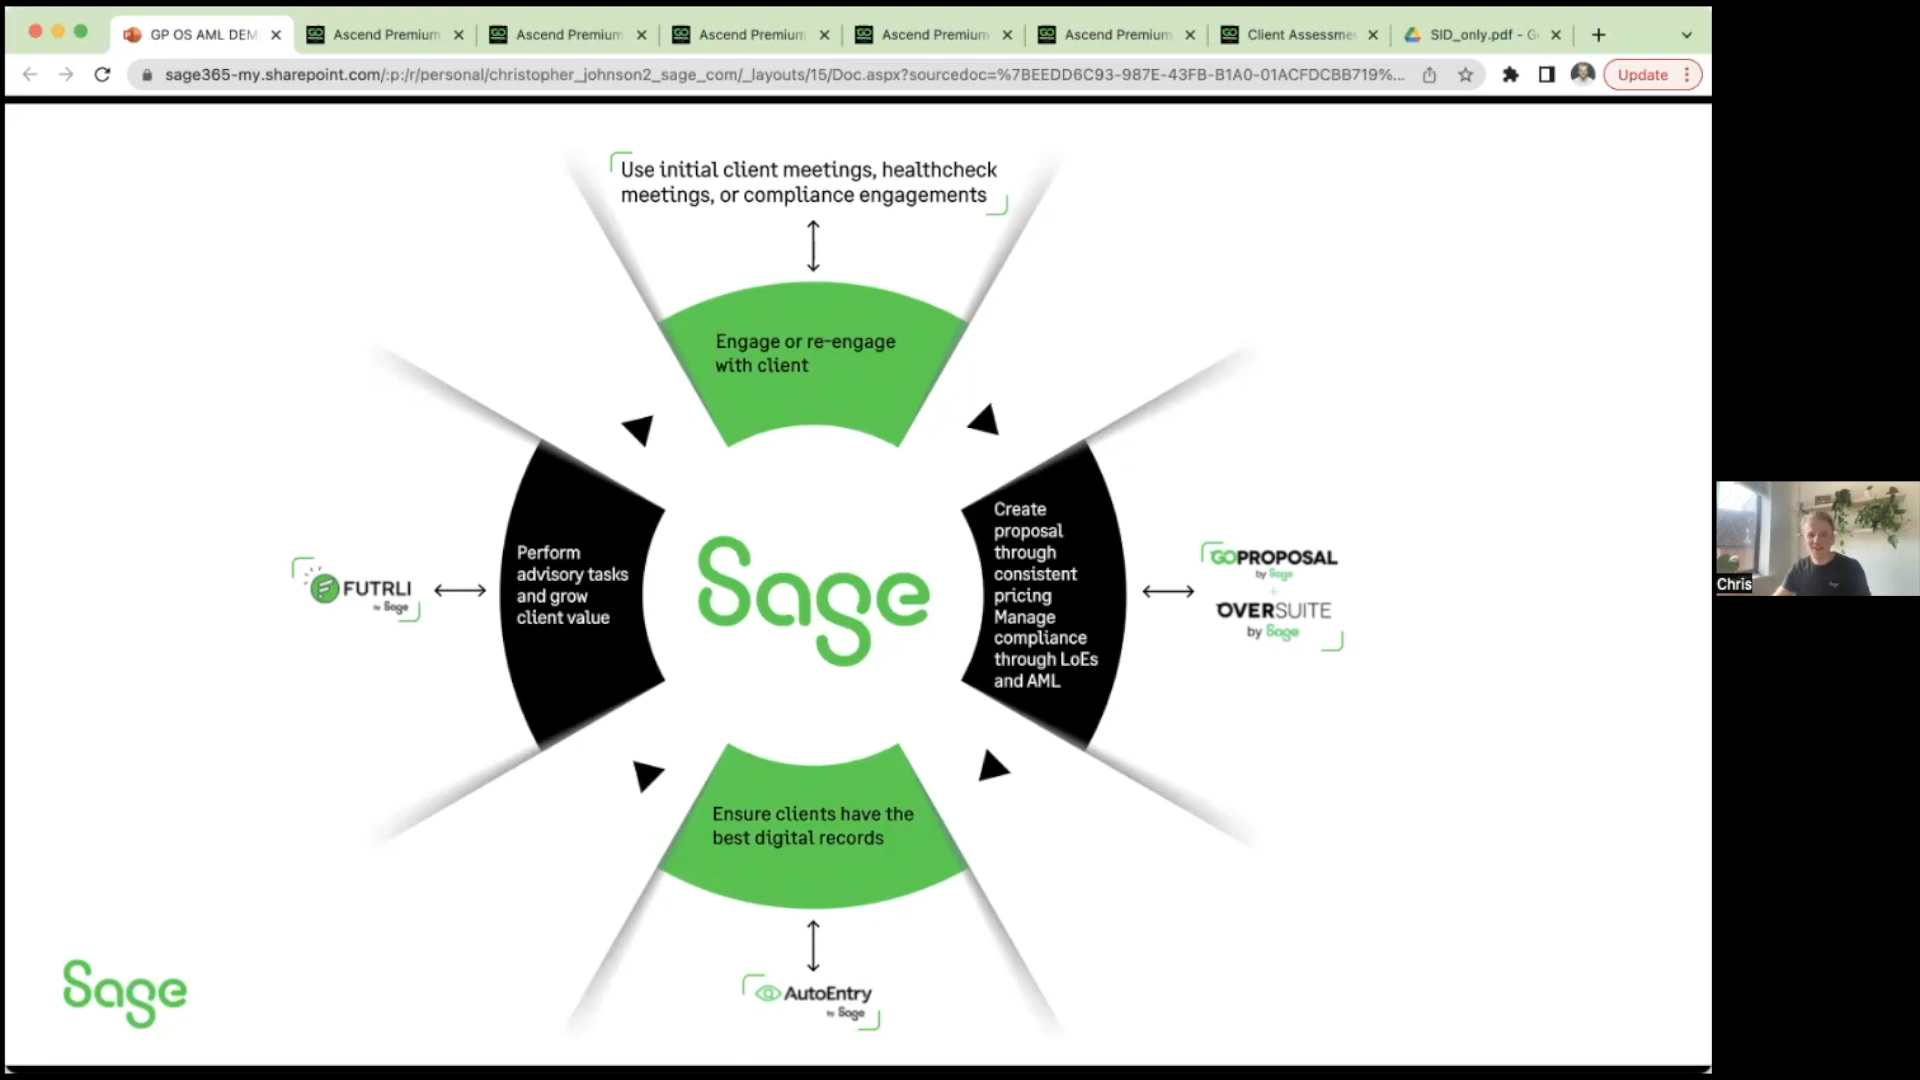 GP OS AML DEM
Ascend Premium
Ascend Premium
Ascend Premium
Ascend Premium
Ascend Premium
Client Assessme
SID_only.pdf - G
sage365-my.sharepoint.com/:p:/r/personal/christopher_johnson2_sage_com/_layouts/15/Doc.aspx?sourcedoc=%7BEEDD6C93-987E-43FB-B1A0-01ACFDCBB719%...
Update
Use initial client meetings, healthcheck
meetings, or compliance engagements
Engage or re-engage
with client
Create
proposal
through
consistent
pricing
Manage
compliance
through LoEs
and AML
GOPROPOSAL
by Sage
+
OVERSUITE
by Sage
Perform
advisory tasks
and grow
client value
FUTRLI
by Sage
Sage
Ensure clients have the
best digital records
AutoEntry
by Sage
Sage
Chris